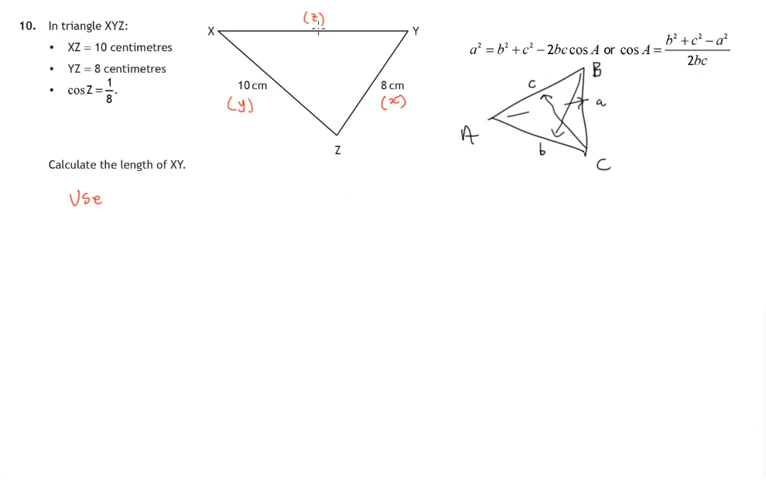 10. In triangle XYZ:
• XZ = 10 centimetres
• YZ = 8 centimetres
• cosZ = 1/8.
X
(z)
Y
10 cm
(y)
8 cm
(x)
Z
a² = b² + c² − 2bc cos A or cos A = (b² + c² − a²)/2bc
B
c
a
A
b
C
Calculate the length of XY.
Use